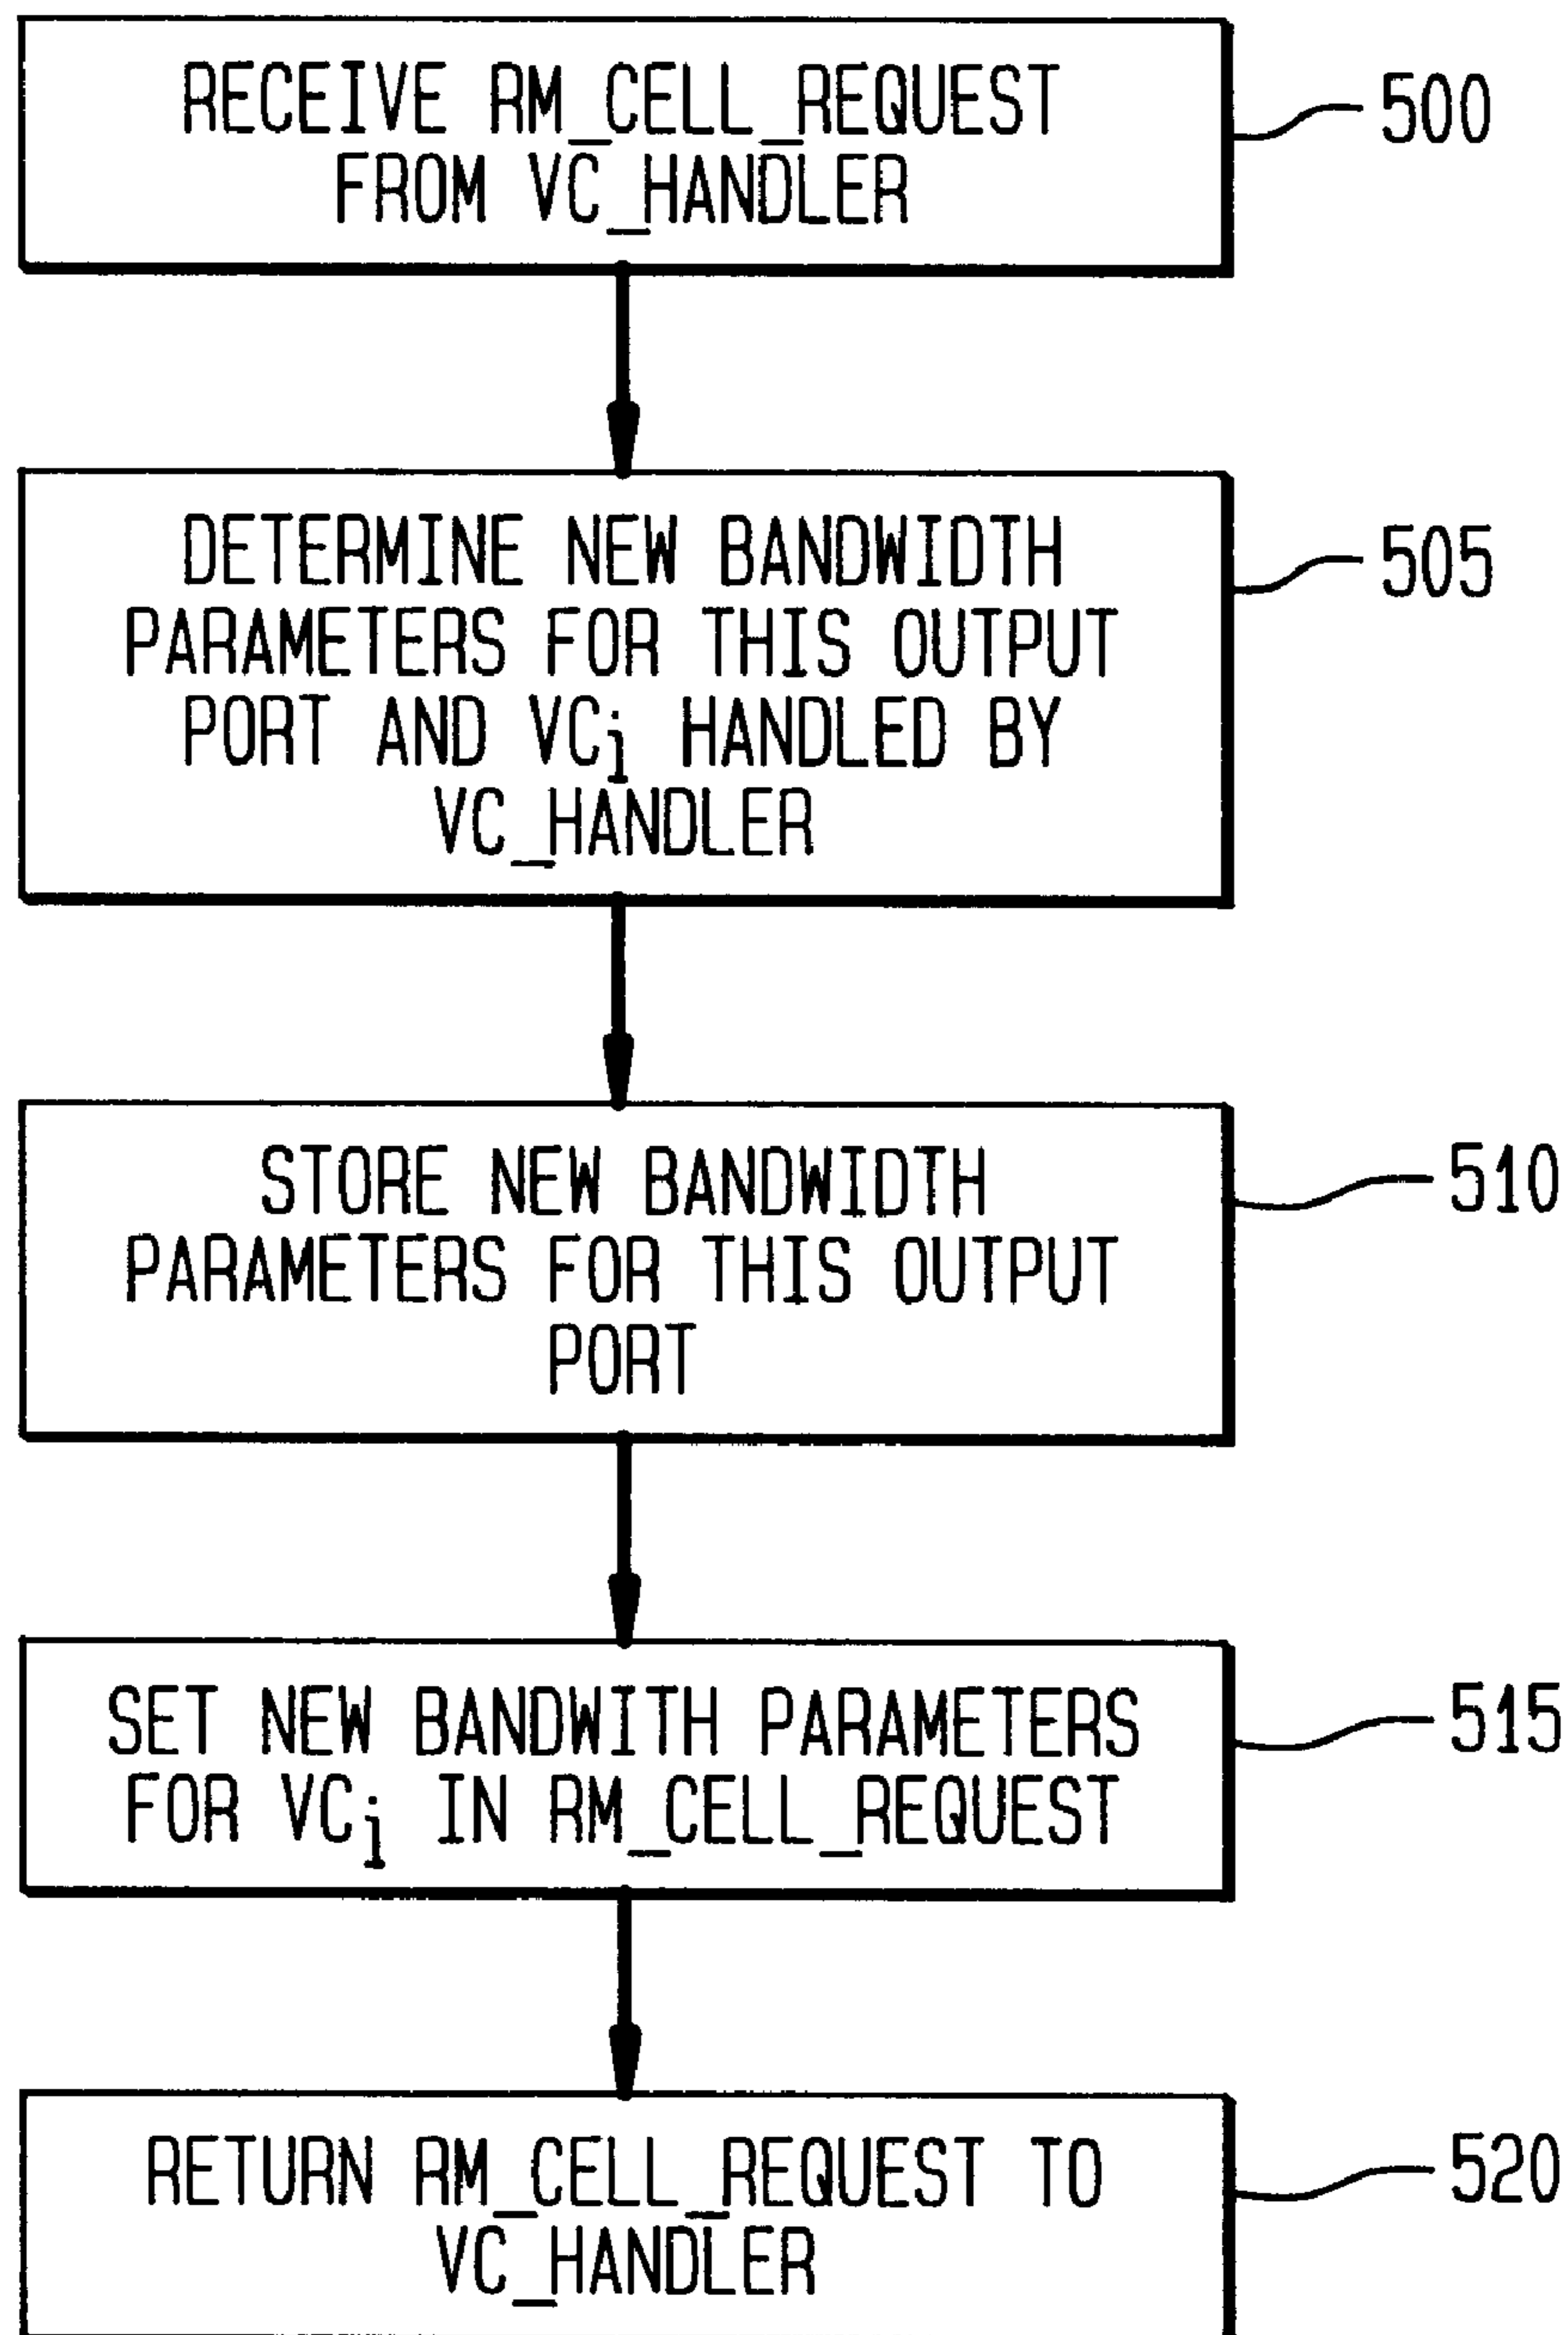 RECEIVE RM_CELL_REQUEST
FROM VC_HANDLER
500
DETERMINE NEW BANDWIDTH
PARAMETERS FOR THIS OUTPUT
PORT AND VCi HANDLED BY
VC_HANDLER
505
STORE NEW BANDWIDTH
PARAMETERS FOR THIS OUTPUT
PORT
510
SET NEW BANDWITH PARAMETERS
FOR VCi IN RM_CELL_REQUEST
515
RETURN RM_CELL_REQUEST TO
VC_HANDLER
520